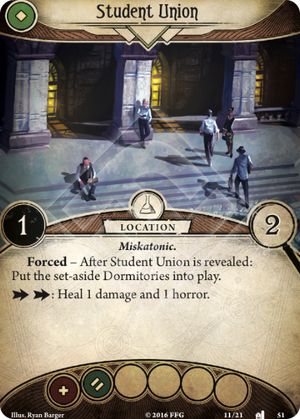 Student Union
1
LOCATION
2
Miskatonic.
Forced – After Student Union is revealed:
Put the set-aside Dormitories into play.
: Heal 1 damage and 1 horror.
Illus. Ryan Barger
© 2016 FFG
11/21
51